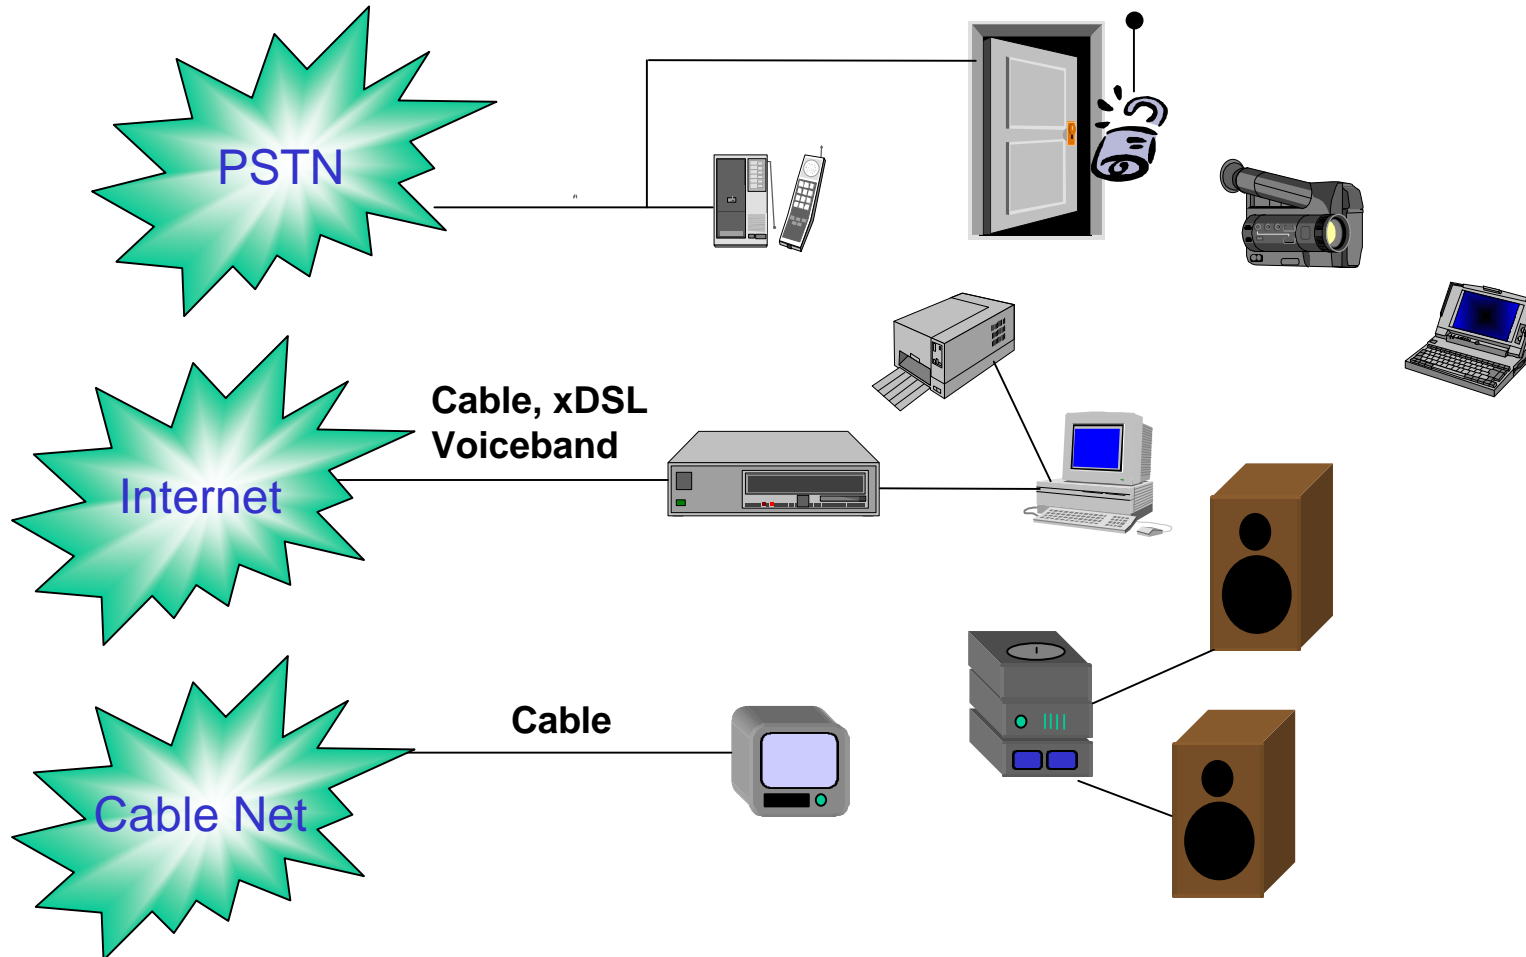 PSTN
Cable, xDSL
Voiceband
Internet
Cable
Cable Net